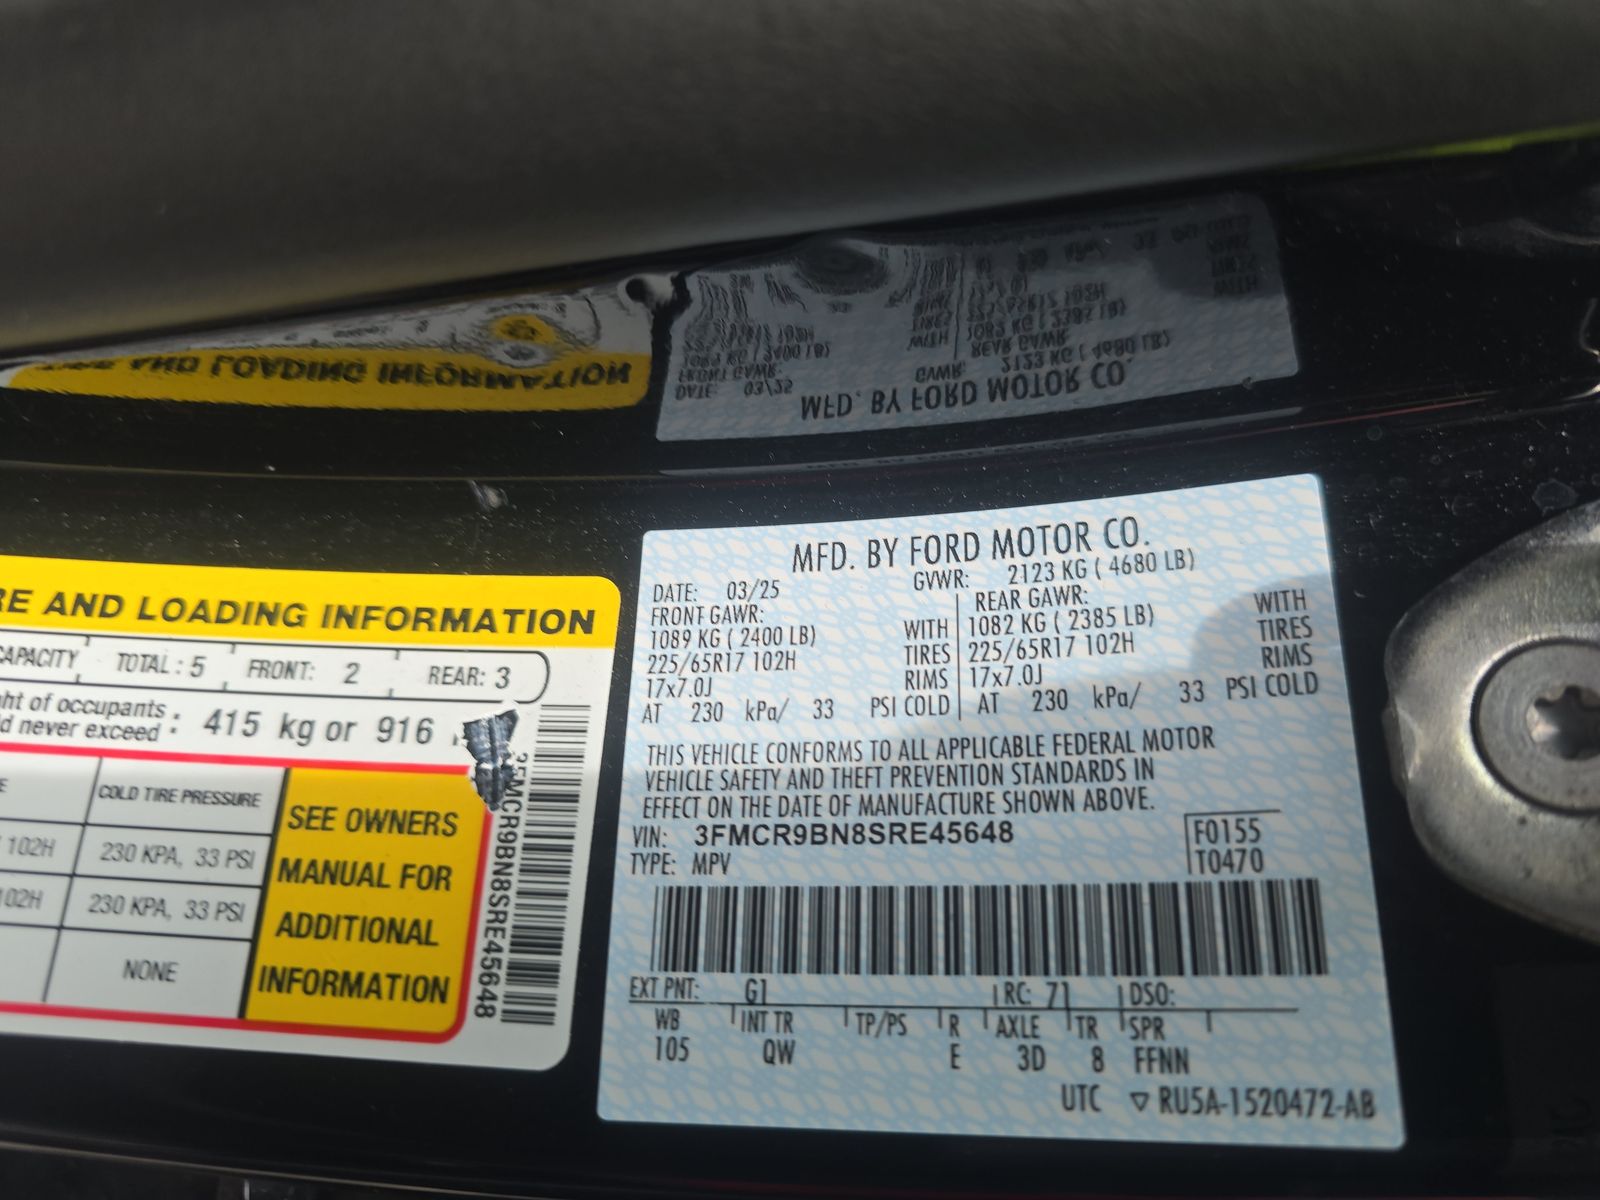 RE AND LOADING INFORMATION
CAPACITY TOTAL : 5 FRONT: 2 REAR: 3
ght of occupants
d never exceed : 415 kg or 916
COLD TIRE PRESSURE
102H 230 KPA, 33 PSI
102H 230 KPA, 33 PSI
NONE
SEE OWNERS
MANUAL FOR
ADDITIONAL
INFORMATION
3FMCR9BN8SRE45648
MFD. BY FORD MOTOR CO.
DATE: 03/25 GVWR: 2123 KG ( 4680 LB)
FRONT GAWR: REAR GAWR:
1089 KG ( 2400 LB) WITH 1082 KG ( 2385 LB) WITH
225/65R17 102H TIRES 225/65R17 102H TIRES
17x7.0J RIMS 17x7.0J RIMS
AT 230 kPa/ 33 PSI COLD AT 230 kPa/ 33 PSI COLD
THIS VEHICLE CONFORMS TO ALL APPLICABLE FEDERAL MOTOR
VEHICLE SAFETY AND THEFT PREVENTION STANDARDS IN
EFFECT ON THE DATE OF MANUFACTURE SHOWN ABOVE.
VIN: 3FMCR9BN8SRE45648 F0155
TYPE: MPV T0470
EXT PNT: G1 RC: 71 DSO:
WB INT TR TP/PS R AXLE TR SPR
105 QW E 3D 8 FFNN
UTC ▽ RU5A-1520472-AB